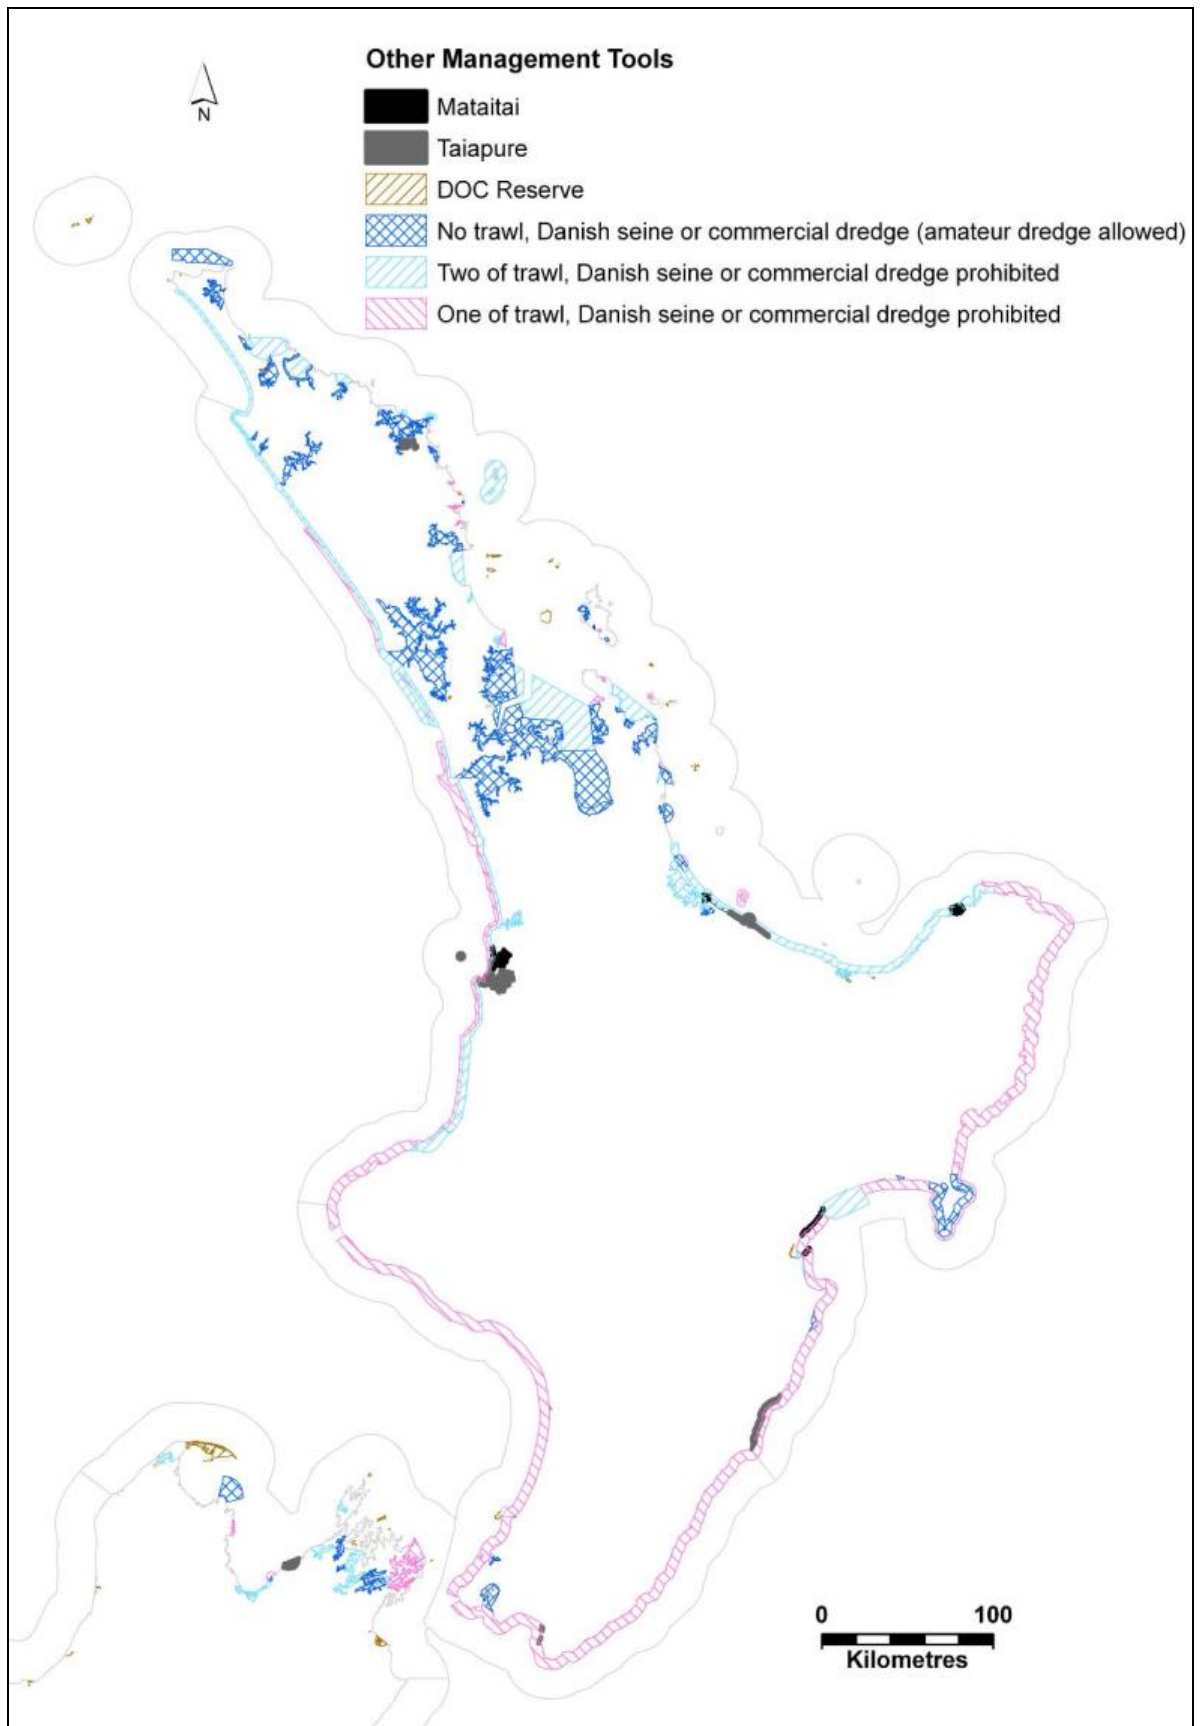 Other Management Tools
N
Mataitai
Taiapure
DOC Reserve
No trawl, Danish seine or commercial dredge (amateur dredge allowed)
Two of trawl, Danish seine or commercial dredge prohibited
One of trawl, Danish seine or commercial dredge prohibited
0 100
Kilometres